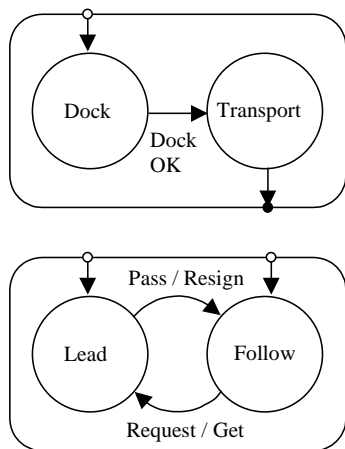 Dock
Transport
Dock
OK
Pass / Resign
Lead
Follow
Request / Get